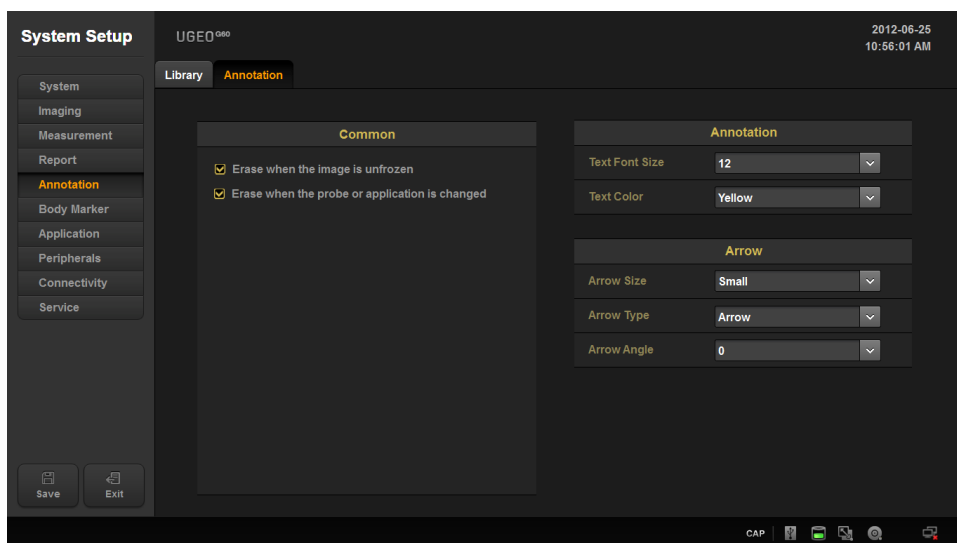 System Setup
UGEO G60
2012-06-25
10:56:01 AM
Library
Annotation
System
Imaging
Measurement
Report
Annotation
Body Marker
Application
Peripherals
Connectivity
Service
Common
Erase when the image is unfrozen
Erase when the probe or application is changed
Annotation
Text Font Size 12
Text Color Yellow
Arrow
Arrow Size Small
Arrow Type Arrow
Arrow Angle 0
Save
Exit
CAP